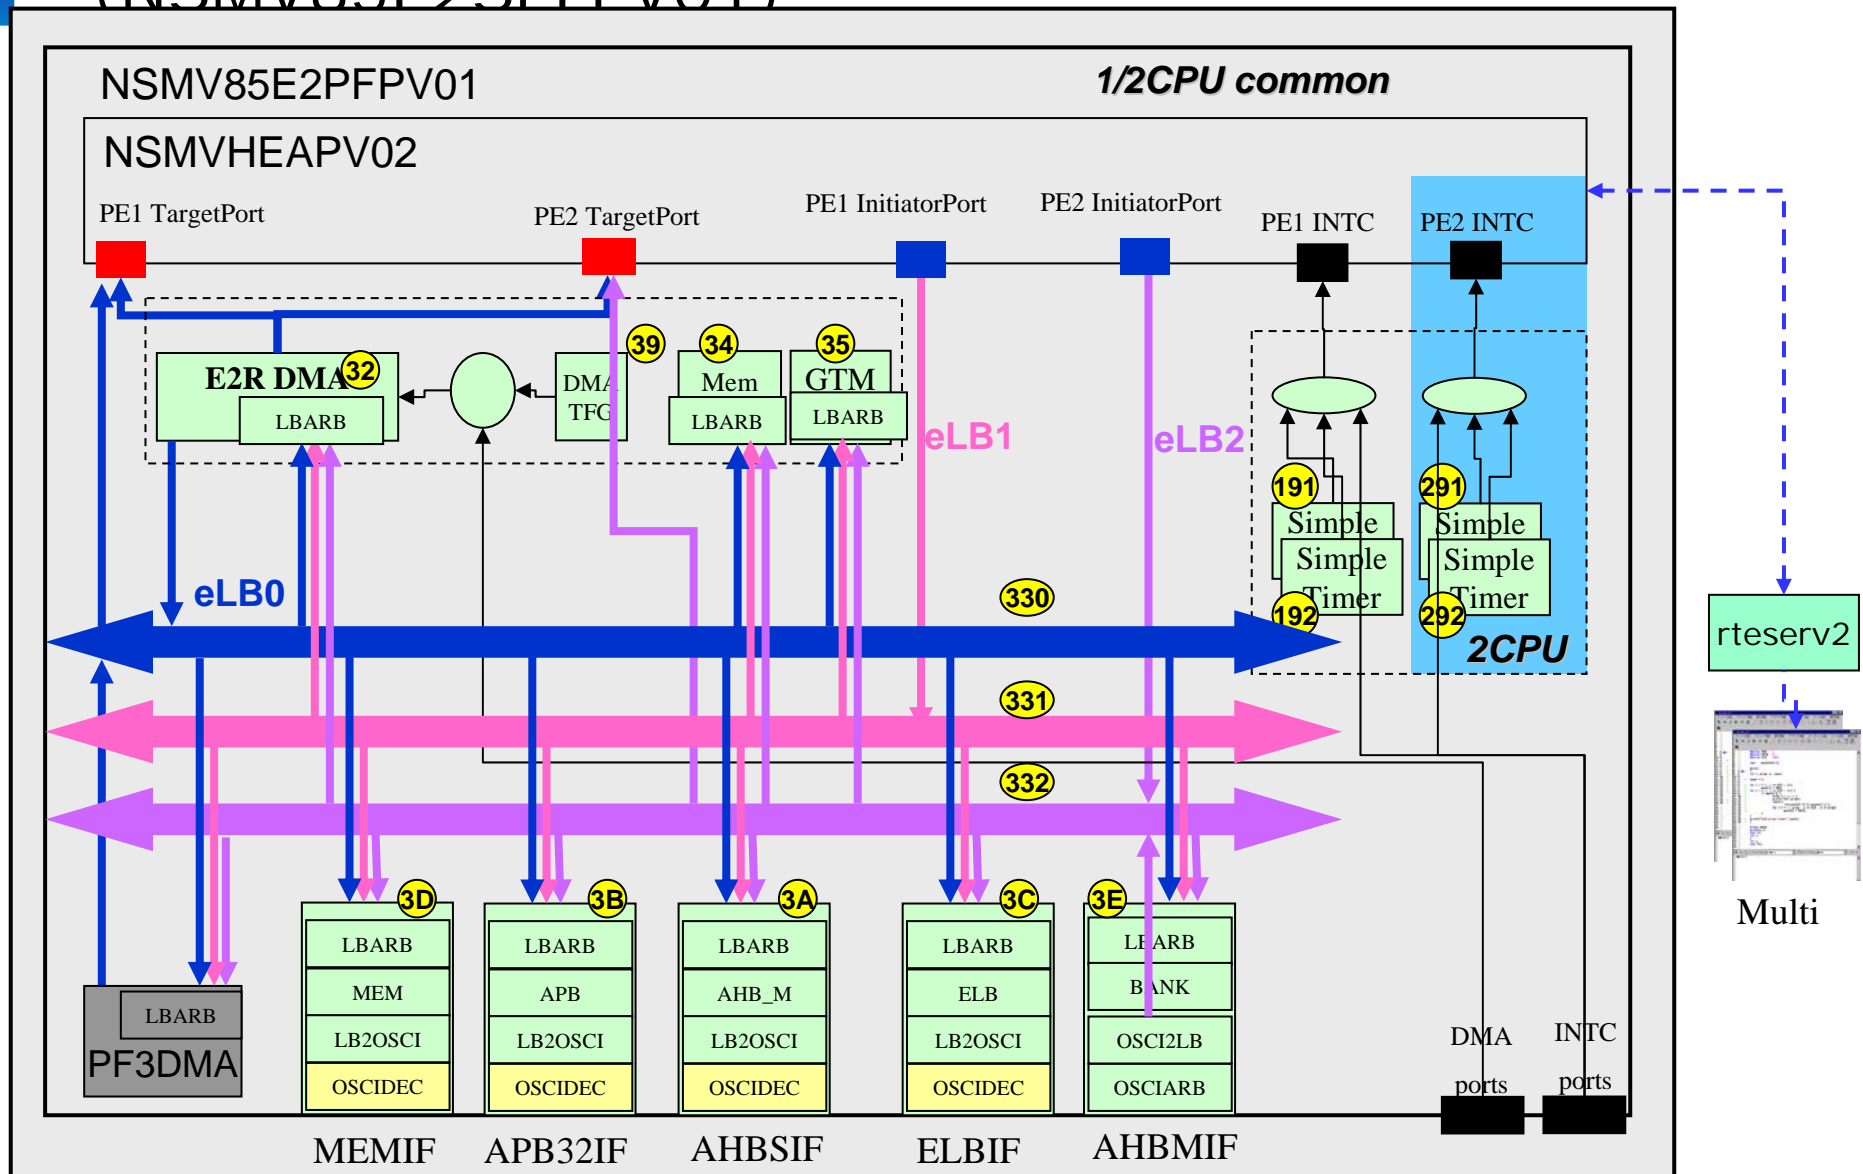 NSMV85E2PFPV01
1/2CPU common
NSMVHEAPV02
PE1 TargetPort
PE2 TargetPort
PE1 InitiatorPort
PE2 InitiatorPort
PE1 INTC
PE2 INTC
39
34
35
32
E2R DMA
LBARB
DMA
TFG
Mem
LBARB
GTM
LBARB
eLB1
eLB2
191
Simple
Simple
Timer
192
291
Simple
Simple
Timer
292
2CPU
eLB0
330
331
332
rteserv2
Multi
3D
LBARB
MEM
LB2OSCI
OSCIDEC
MEMIF
3B
LBARB
APB
LB2OSCI
OSCIDEC
APB32IF
3A
LBARB
AHB_M
LB2OSCI
OSCIDEC
AHBSIF
3C
LBARB
ELB
LB2OSCI
OSCIDEC
ELBIF
3E
LBARB
BANK
OSCI2LB
OSCIARB
AHBMIF
LBARB
PF3DMA
DMA
ports
INTC
ports